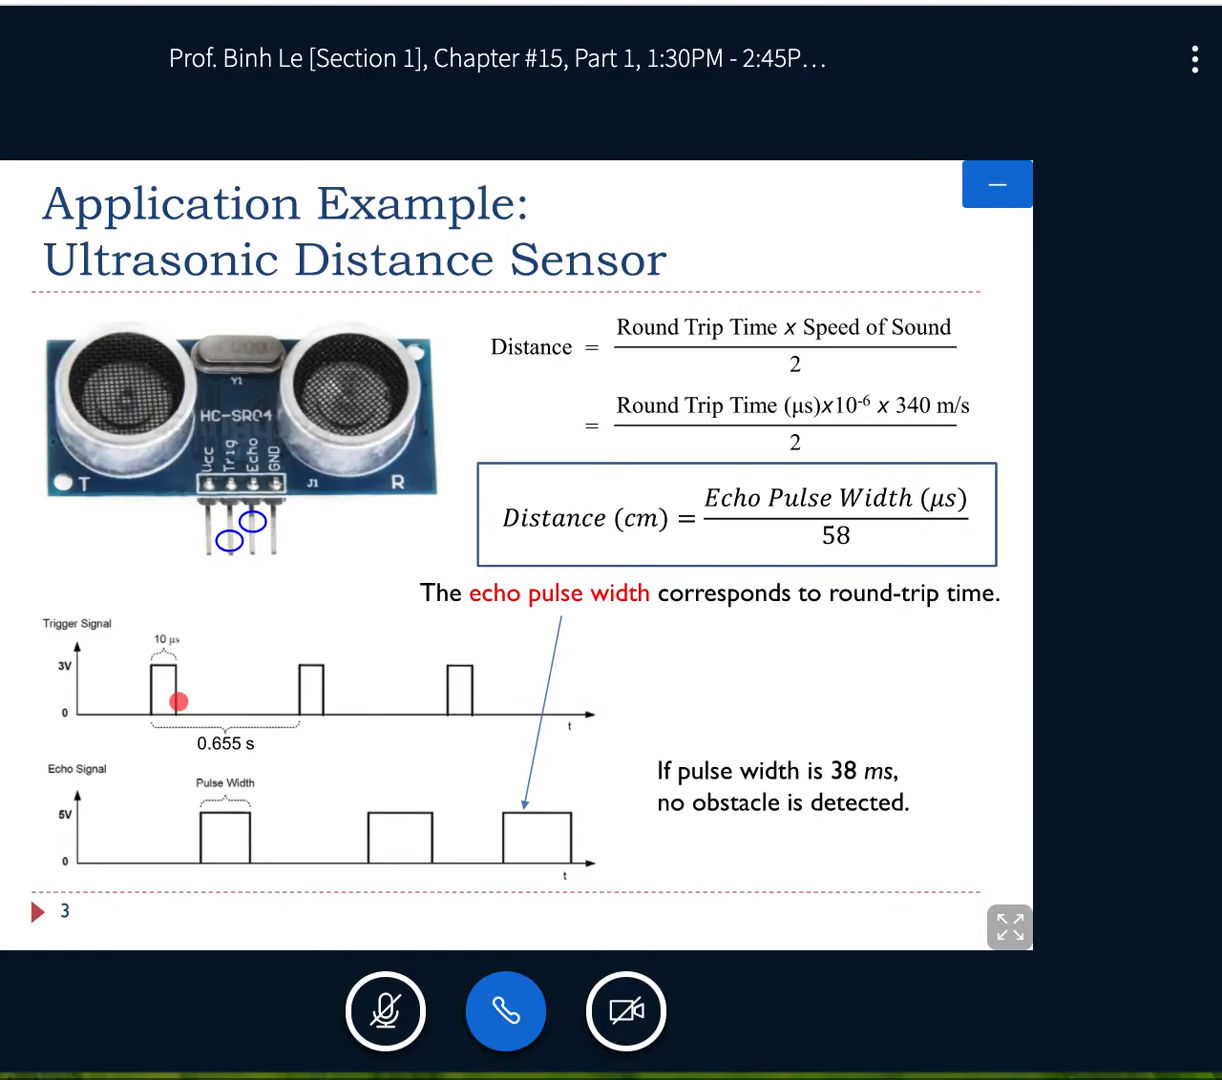 Prof. Binh Le [Section 1], Chapter #15, Part 1, 1:30PM - 2:45P...
Application Example:
Ultrasonic Distance Sensor
Distance = Round Trip Time x Speed of Sound
2
= Round Trip Time (μs)x10-6 x 340 m/s
2
Y1
HC-SR04
Vcc
Trig
Echo
GND
T
J1
R
Distance (cm) = Echo Pulse Width (μs)
58
The echo pulse width corresponds to round-trip time.
Trigger Signal
10 μs
3V
0
t
0.655 s
Echo Signal
Pulse Width
5V
0
t
If pulse width is 38 ms,
no obstacle is detected.
3